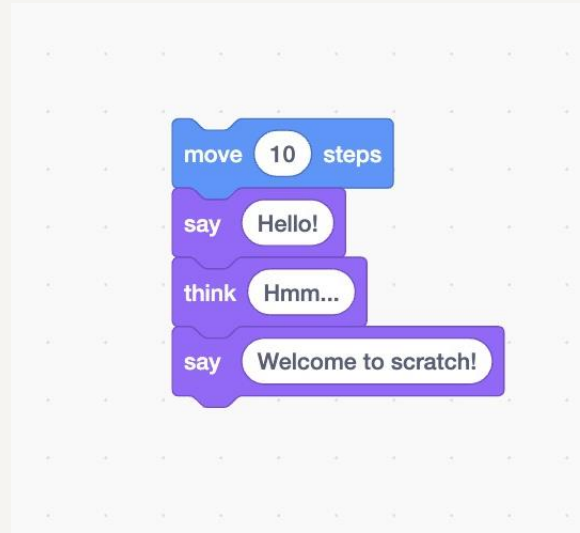 move 10 steps
say Hello!
think Hmm...
say Welcome to scratch!